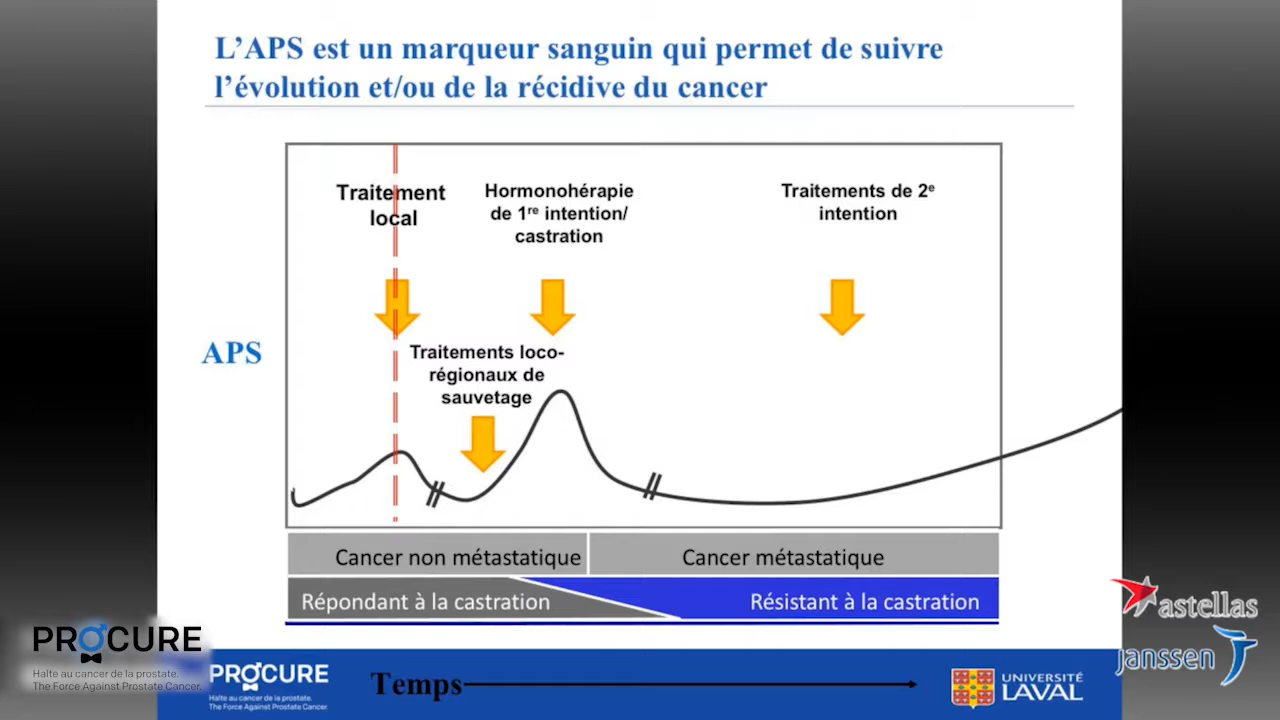 L'APS est un marqueur sanguin qui permet de suivre
l'évolution et/ou de la récidive du cancer
Traitement
local
Hormonohérapie
de 1re intention/
castration
Traitements de 2e
intention
APS
Traitements loco-
régionaux de
sauvetage
Cancer non métastatique
Cancer métastatique
Répondant à la castration
Résistant à la castration
PROCURE
Halte au cancer de la prostate.
The Force Against Prostate Cancer.
PROCURE
Halte au cancer de la prostate.
The Force Against Prostate Cancer.
Temps
UNIVERSITÉ
LAVAL
astellas
janssen